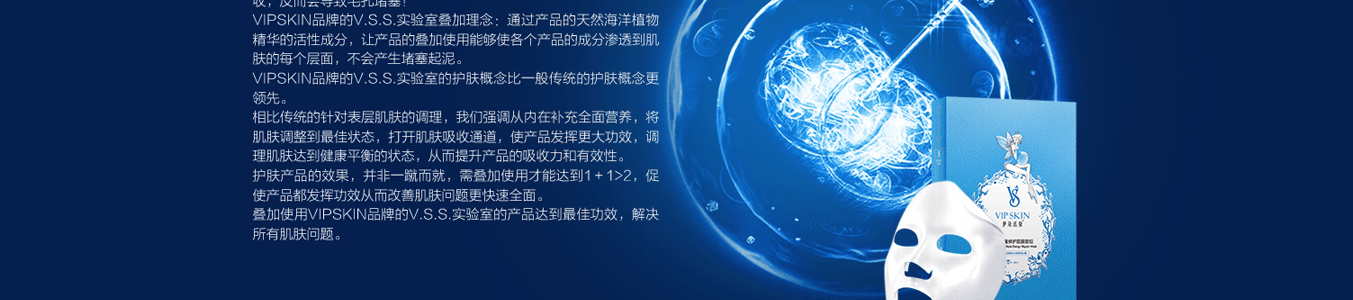 收，反而会导致毛孔堵塞!
VIPSKIN品牌的V.S.S.实验室叠加理念：通过产品的天然海洋植物
精华的活性成分，让产品的叠加使用能够使各个产品的成分渗透到肌
肤的每个层面，不会产生堵塞起泥。
VIPSKIN品牌的V.S.S.实验室的护肤概念比一般传统的护肤概念更
领先。
相比传统的针对表层肌肤的调理，我们强调从内在补充全面营养，将
肌肤调整到最佳状态，打开肌肤吸收通道，使产品发挥更大功效，调
理肌肤达到健康平衡的状态，从而提升产品的吸收力和有效性。
护肤产品的效果，并非一蹴而就，需叠加使用才能达到1+1>2，促
使产品都发挥功效从而改善肌肤问题更快速全面。
叠加使用VIPSKIN品牌的V.S.S.实验室的产品达到最佳功效，解决
所有肌肤问题。
VS
VIP SKIN